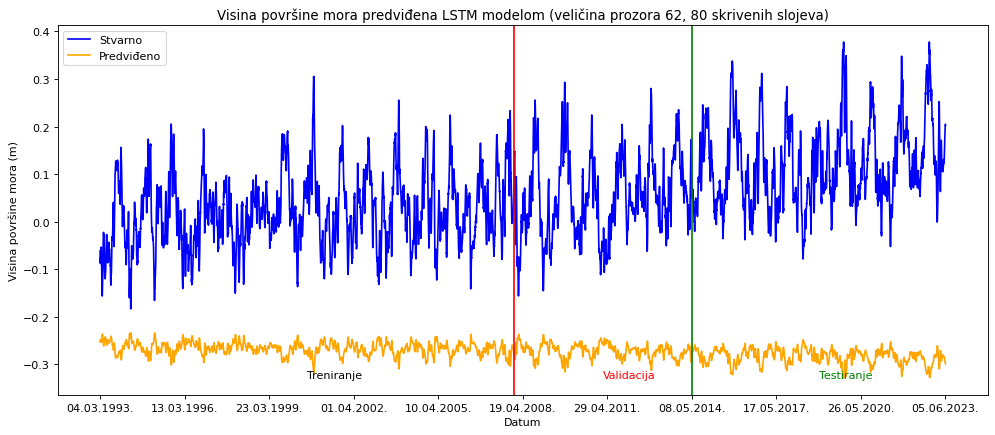 Visina površine mora predviđena LSTM modelom (veličina prozora 62, 80 skrivenih slojeva)
Stvarno
Predviđeno
Visina površine mora (m)
0.4
0.3
0.2
0.1
0.0
−0.1
−0.2
−0.3
Treniranje
Validacija
Testiranje
04.03.1993.
13.03.1996.
23.03.1999.
01.04.2002.
10.04.2005.
19.04.2008.
29.04.2011.
08.05.2014.
17.05.2017.
26.05.2020.
05.06.2023.
Datum